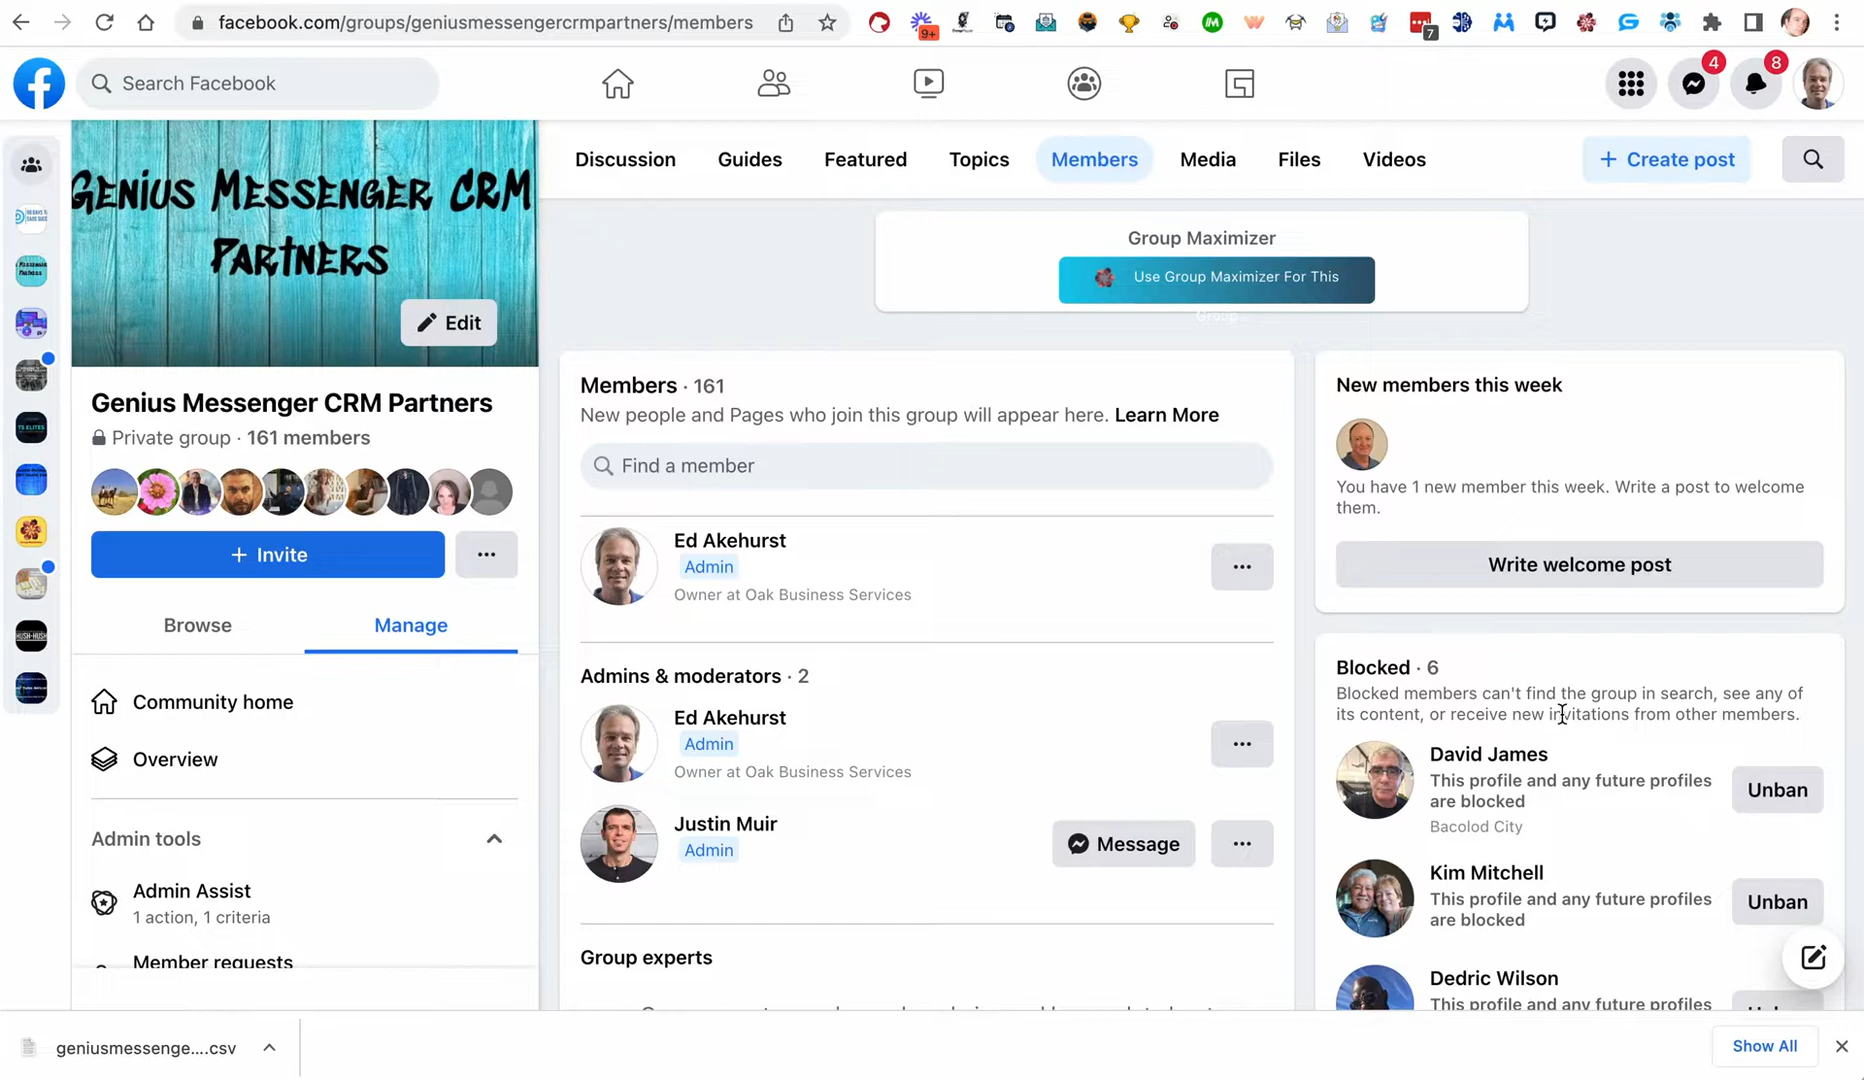 facebook.com/groups/geniusmessengercrmpartners/members
9+
7
Search Facebook
4
8
GENIUS MESSENGER CRM
PARTNERS
Edit
Genius Messenger CRM Partners
Private group · 161 members
+ Invite
...
Browse
Manage
Community home
Overview
Admin tools
Admin Assist
1 action, 1 criteria
Member requests
Discussion
Guides
Featured
Topics
Members
Media
Files
Videos
+ Create post
Group Maximizer
Use Group Maximizer For This
Group
Members · 161
New people and Pages who join this group will appear here. Learn More
Find a member
Ed Akehurst
Admin
Owner at Oak Business Services
...
Admins & moderators · 2
Ed Akehurst
Admin
Owner at Oak Business Services
...
Justin Muir
Admin
Message
...
Group experts
New members this week
You have 1 new member this week. Write a post to welcome
them.
Write welcome post
Blocked · 6
Blocked members can't find the group in search, see any of
its content, or receive new invitations from other members.
David James
This profile and any future profiles
are blocked
Bacolod City
Unban
Kim Mitchell
This profile and any future profiles
are blocked
Unban
Dedric Wilson
This profile and any future profiles
geniusmessenge....csv
Show All